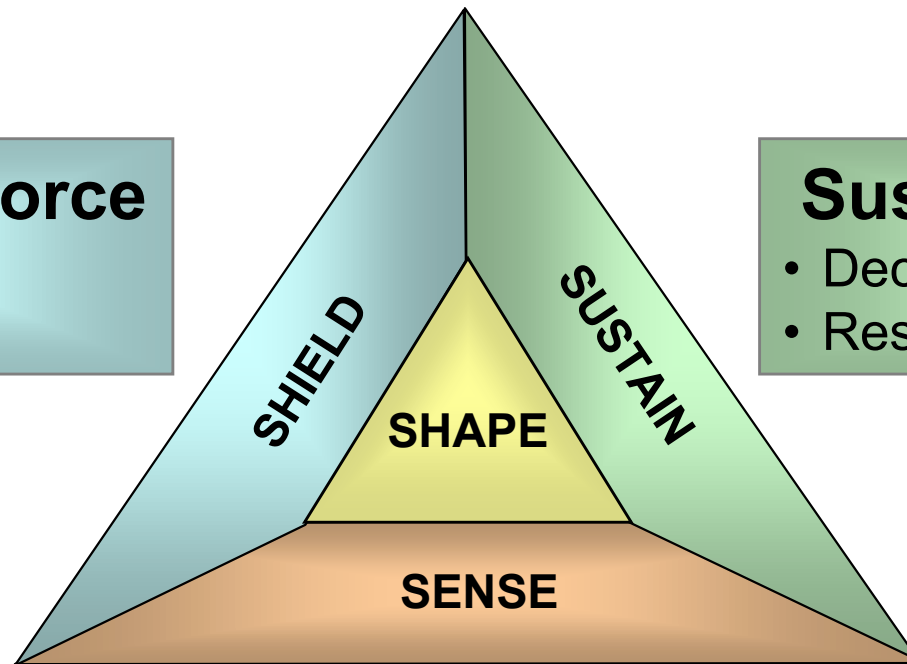 orce
Sus
• Dec
• Res
SHIELD
SUSTAIN
SHAPE
SENSE